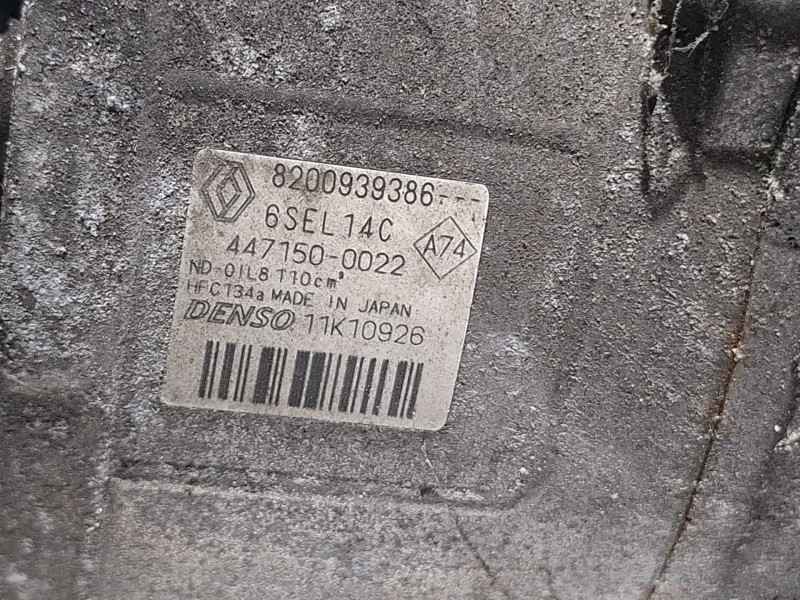 8200939386---
6SEL14C
A74
447150-0022
ND-OIL8 110cm³
HFC134a MADE IN JAPAN
DENSO 11K10926